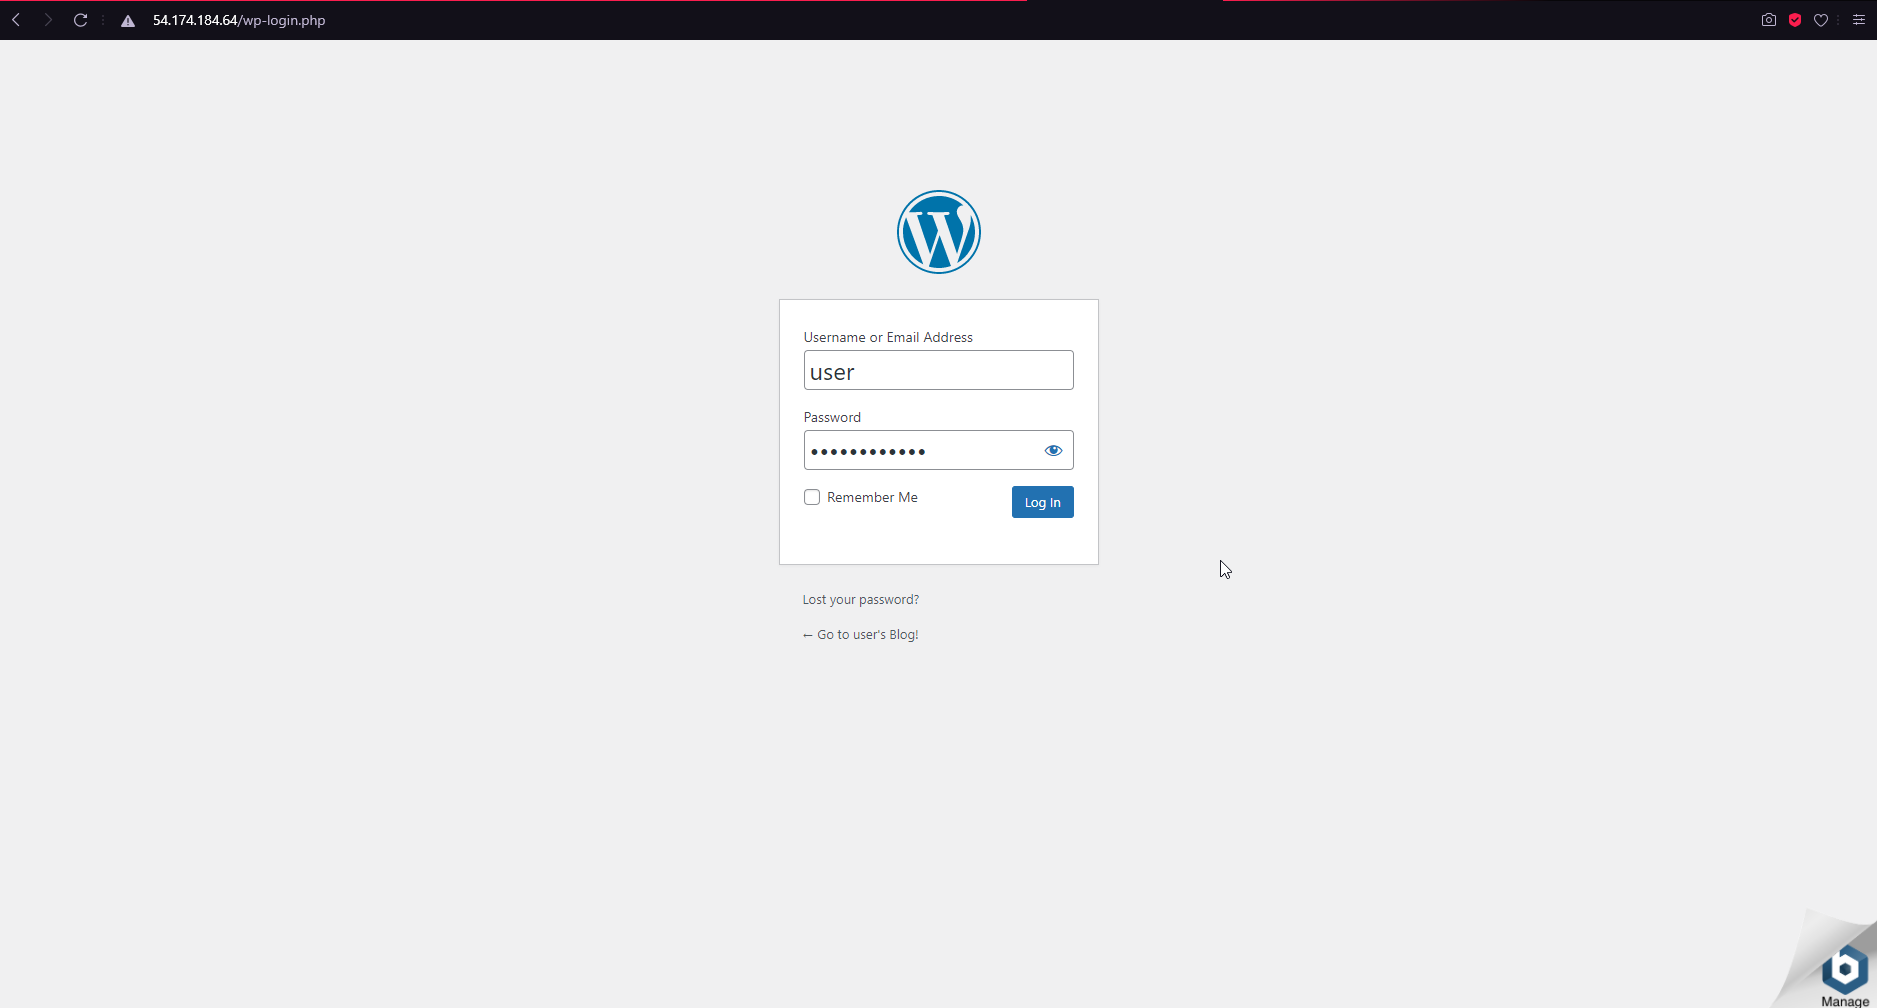 54.174.184.64/wp-login.php
Username or Email Address
user
Password
••••••••••••
Remember Me
Log In
Lost your password?
← Go to user's Blog!
Manage